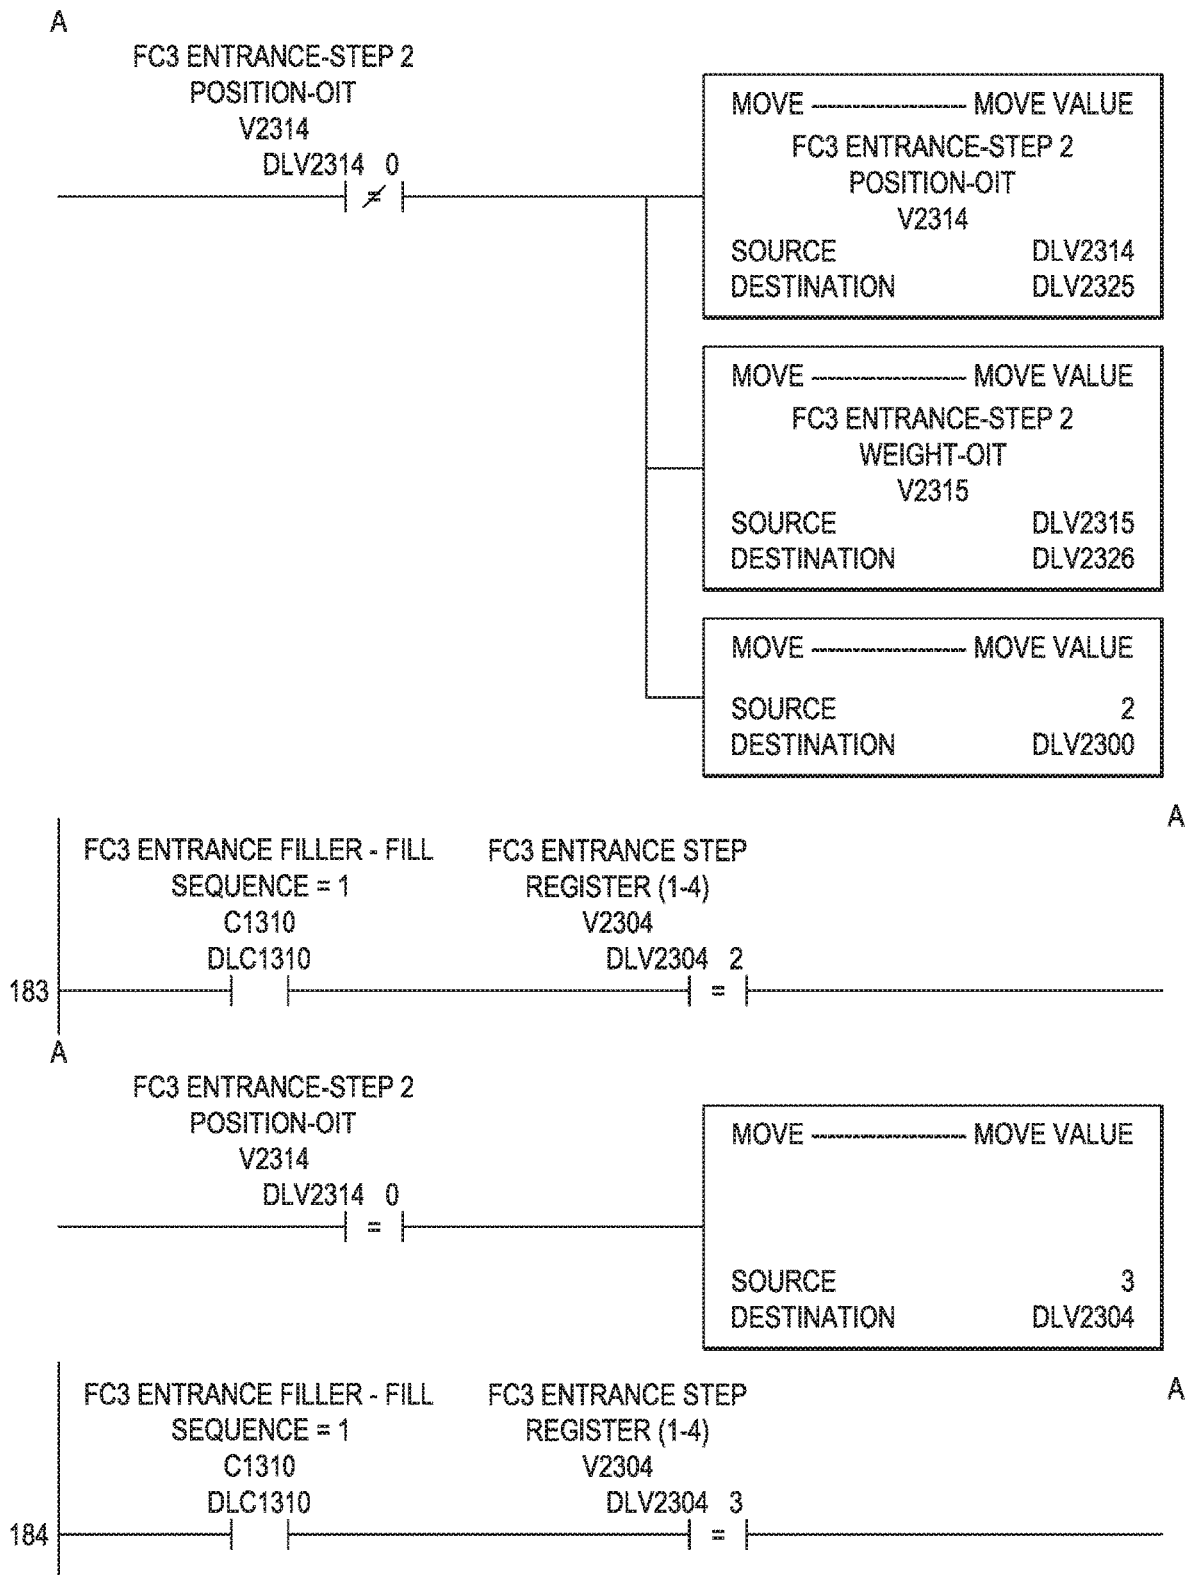 A
FC3 ENTRANCE-STEP 2
POSITION-OIT
V2314
DLV2314 0
≠
MOVE ---------------- MOVE VALUE
FC3 ENTRANCE-STEP 2
POSITION-OIT
V2314
SOURCE DLV2314
DESTINATION DLV2325
MOVE ---------------- MOVE VALUE
FC3 ENTRANCE-STEP 2
WEIGHT-OIT
V2315
SOURCE DLV2315
DESTINATION DLV2326
MOVE ---------------- MOVE VALUE
SOURCE 2
DESTINATION DLV2300
A
FC3 ENTRANCE FILLER - FILL
SEQUENCE = 1
C1310
DLC1310
FC3 ENTRANCE STEP
REGISTER (1-4)
V2304
DLV2304 2
183
=
A
FC3 ENTRANCE-STEP 2
POSITION-OIT
V2314
DLV2314 0
=
MOVE ---------------- MOVE VALUE
SOURCE 3
DESTINATION DLV2304
A
FC3 ENTRANCE FILLER - FILL
SEQUENCE = 1
C1310
DLC1310
FC3 ENTRANCE STEP
REGISTER (1-4)
V2304
DLV2304 3
184
=